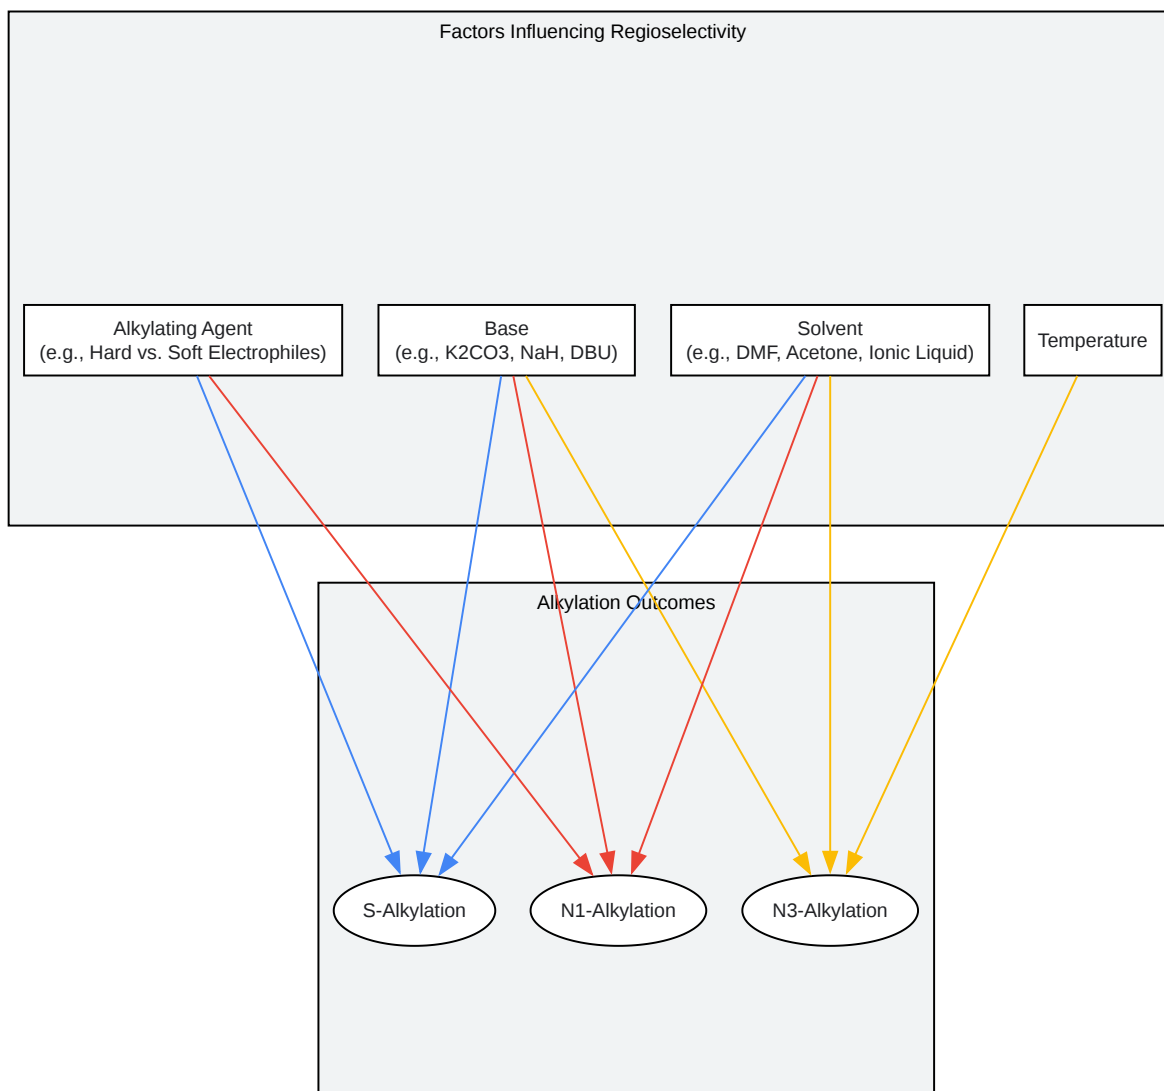 Factors Influencing Regioselectivity
Alkylating Agent
(e.g., Hard vs. Soft Electrophiles)
Base
(e.g., K2CO3, NaH, DBU)
Solvent
(e.g., DMF, Acetone, Ionic Liquid)
Temperature
Alkylation Outcomes
S-Alkylation
N1-Alkylation
N3-Alkylation